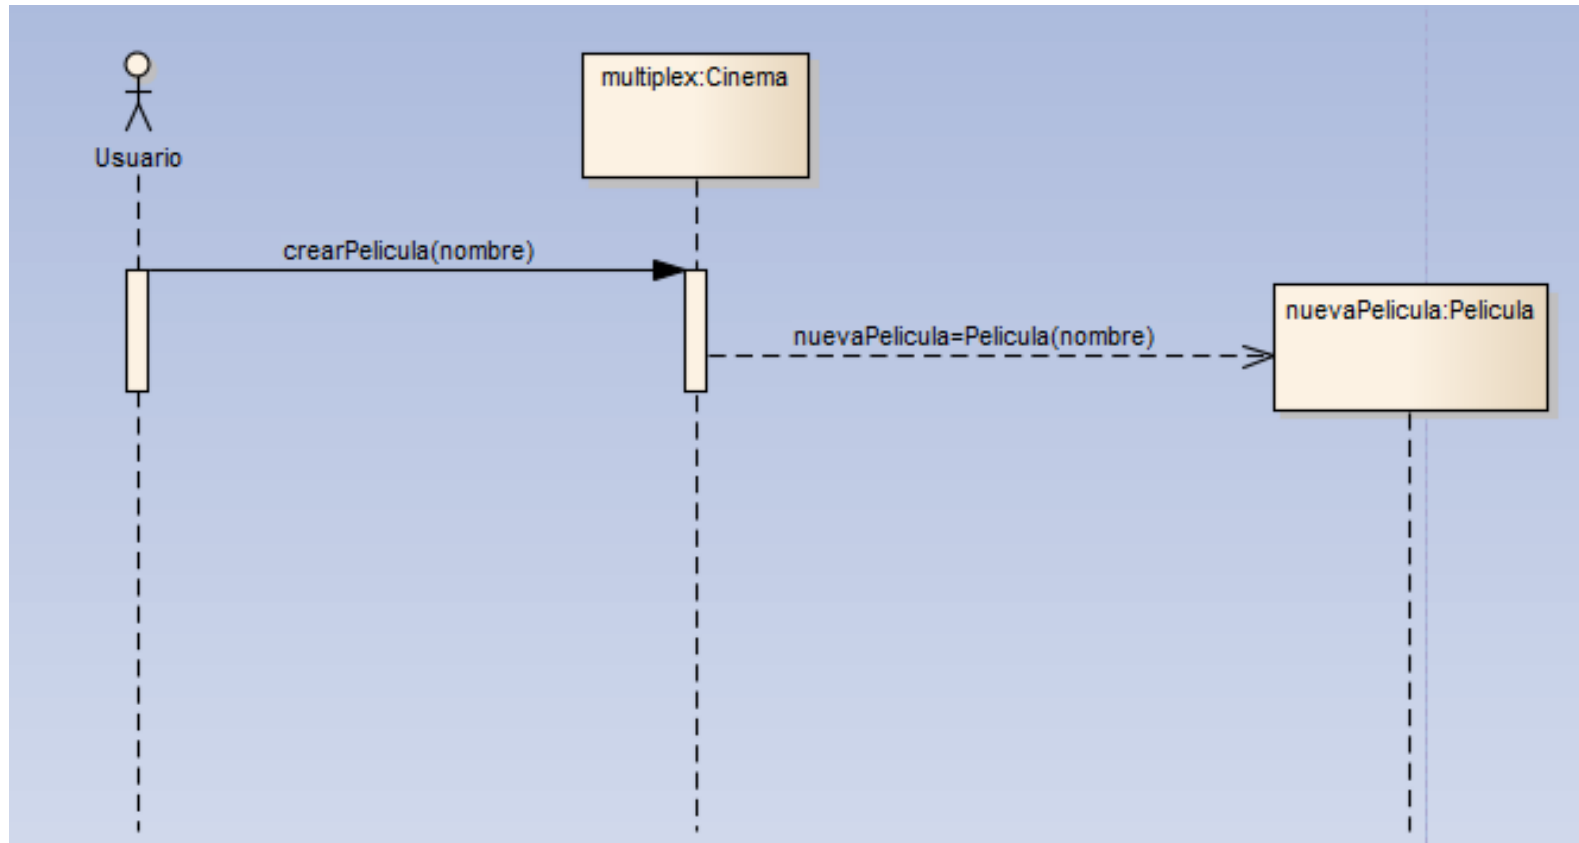 multiplex:Cinema
Usuario
crearPelicula(nombre)
nuevaPelicula:Pelicula
nuevaPelicula=Pelicula(nombre)